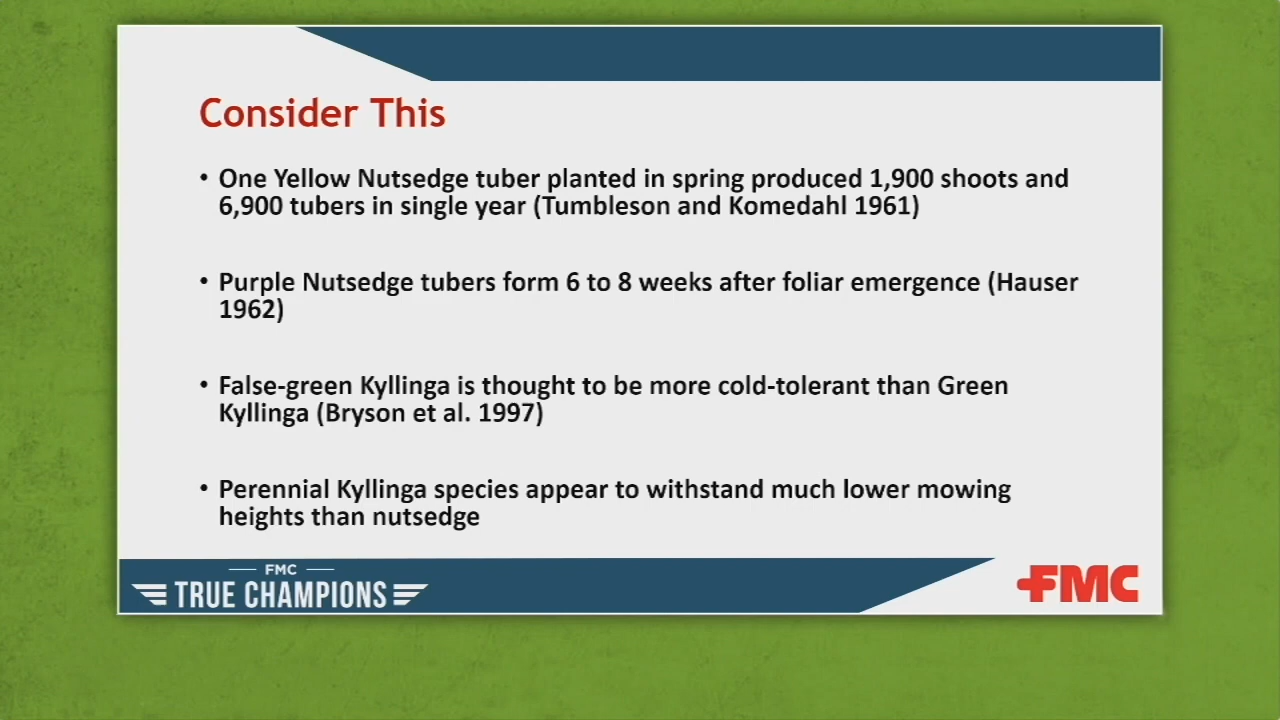 Consider This
• One Yellow Nutsedge tuber planted in spring produced 1,900 shoots and
6,900 tubers in single year (Tumbleson and Komedahl 1961)
• Purple Nutsedge tubers form 6 to 8 weeks after foliar emergence (Hauser
1962)
• False-green Kyllinga is thought to be more cold-tolerant than Green
Kyllinga (Bryson et al. 1997)
• Perennial Kyllinga species appear to withstand much lower mowing
heights than nutsedge
FMC
TRUE CHAMPIONS
FMC